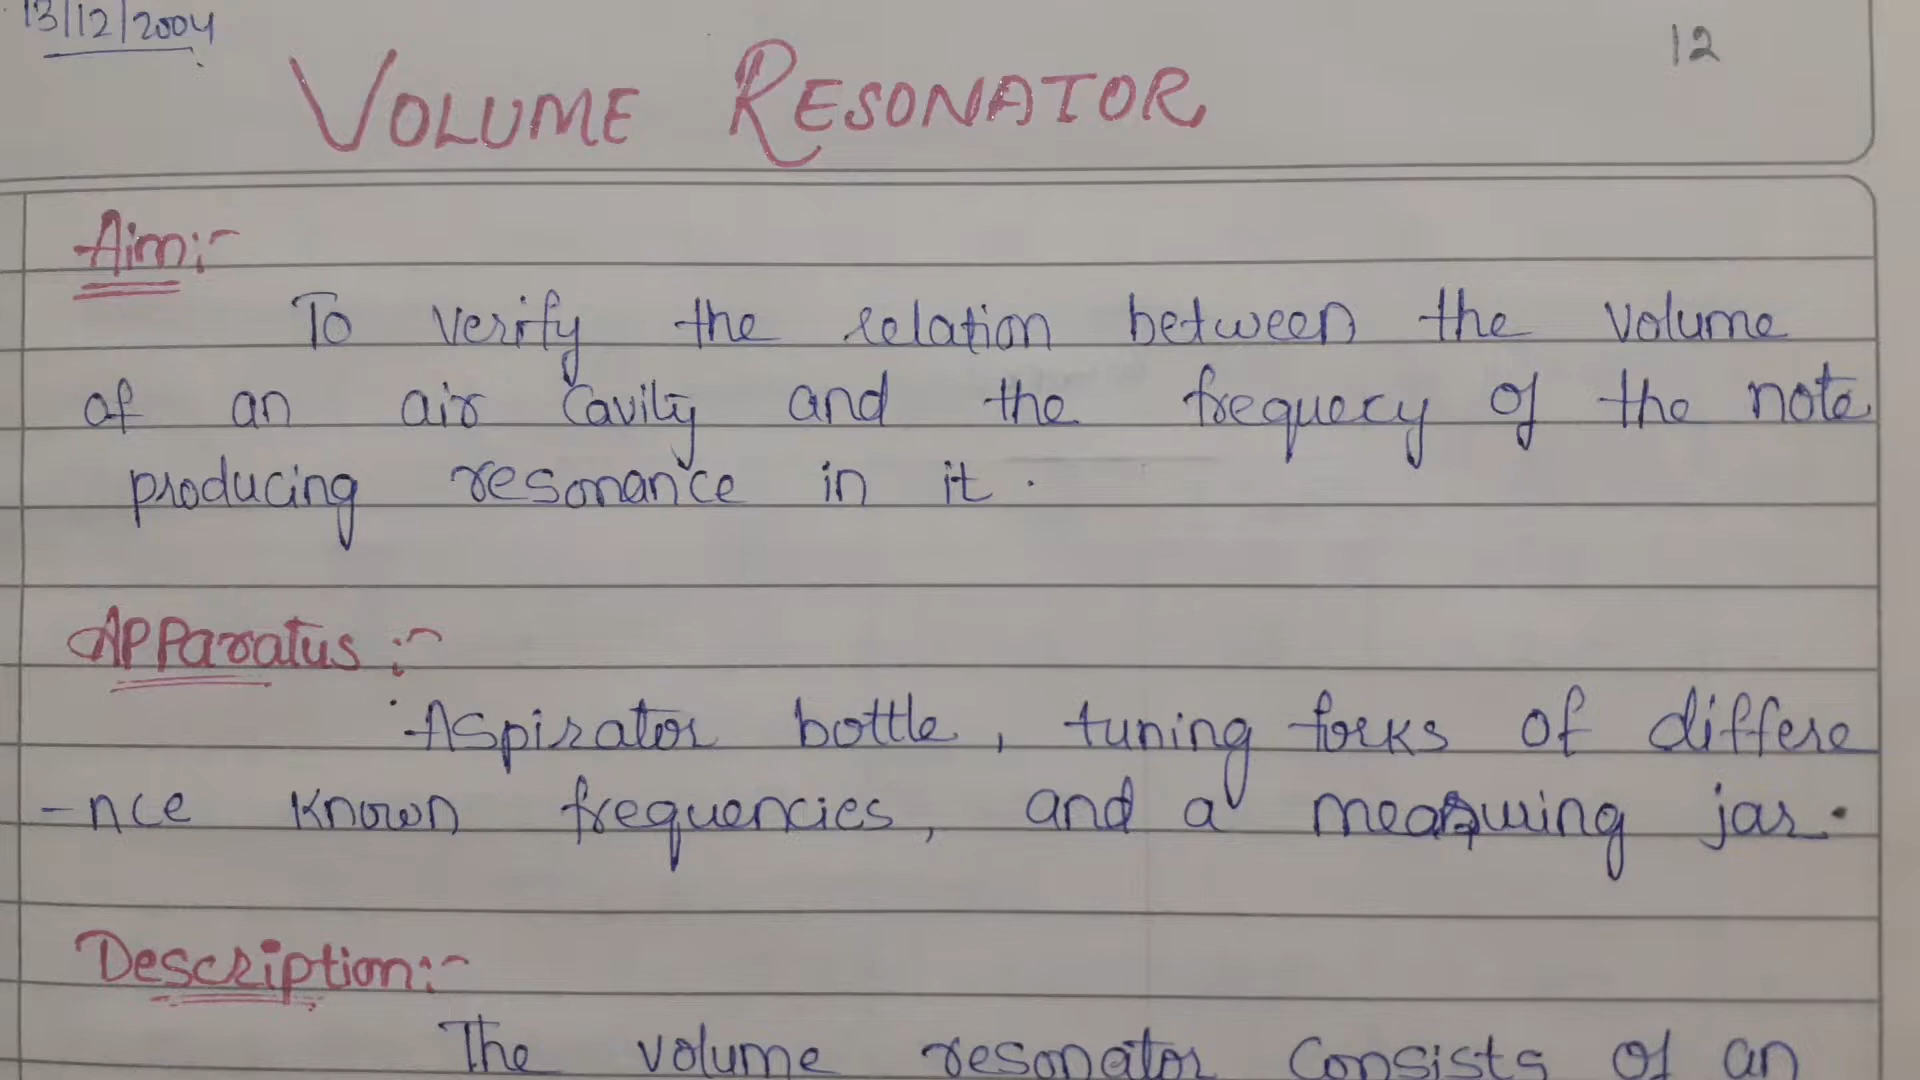 13/12/2004
12
VOLUME RESONATOR
Aim:-
To verify the relation between the volume
of an air cavity and the frequecy of the note
producing resonance in it.
Apparatus:-
Aspirator bottle, tuning forks of differe
-nce known frequencies, and a measuring jar.
Description:-
The volume resonator consists of an